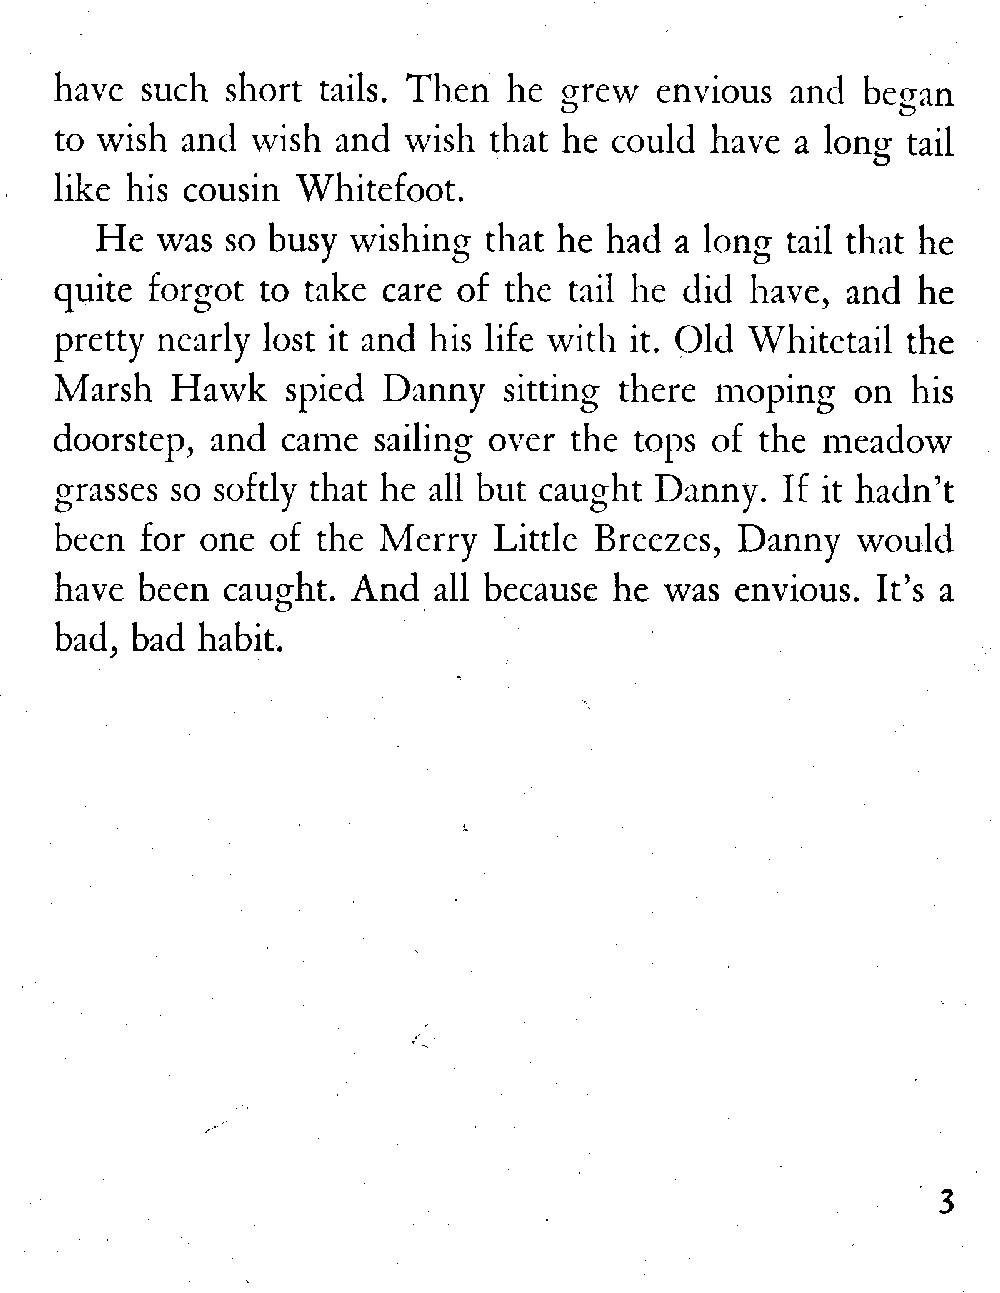 have such short tails. Then he grew envious and began
to wish and wish and wish that he could have a long tail
like his cousin Whitefoot.
He was so busy wishing that he had a long tail that he
quite forgot to take care of the tail he did have, and he
pretty nearly lost it and his life with it. Old Whitetail the
Marsh Hawk spied Danny sitting there moping on his
doorstep, and came sailing over the tops of the meadow
grasses so softly that he all but caught Danny. If it hadn't
been for one of the Merry Little Breezes, Danny would
have been caught. And all because he was envious. It's a
bad, bad habit.
3